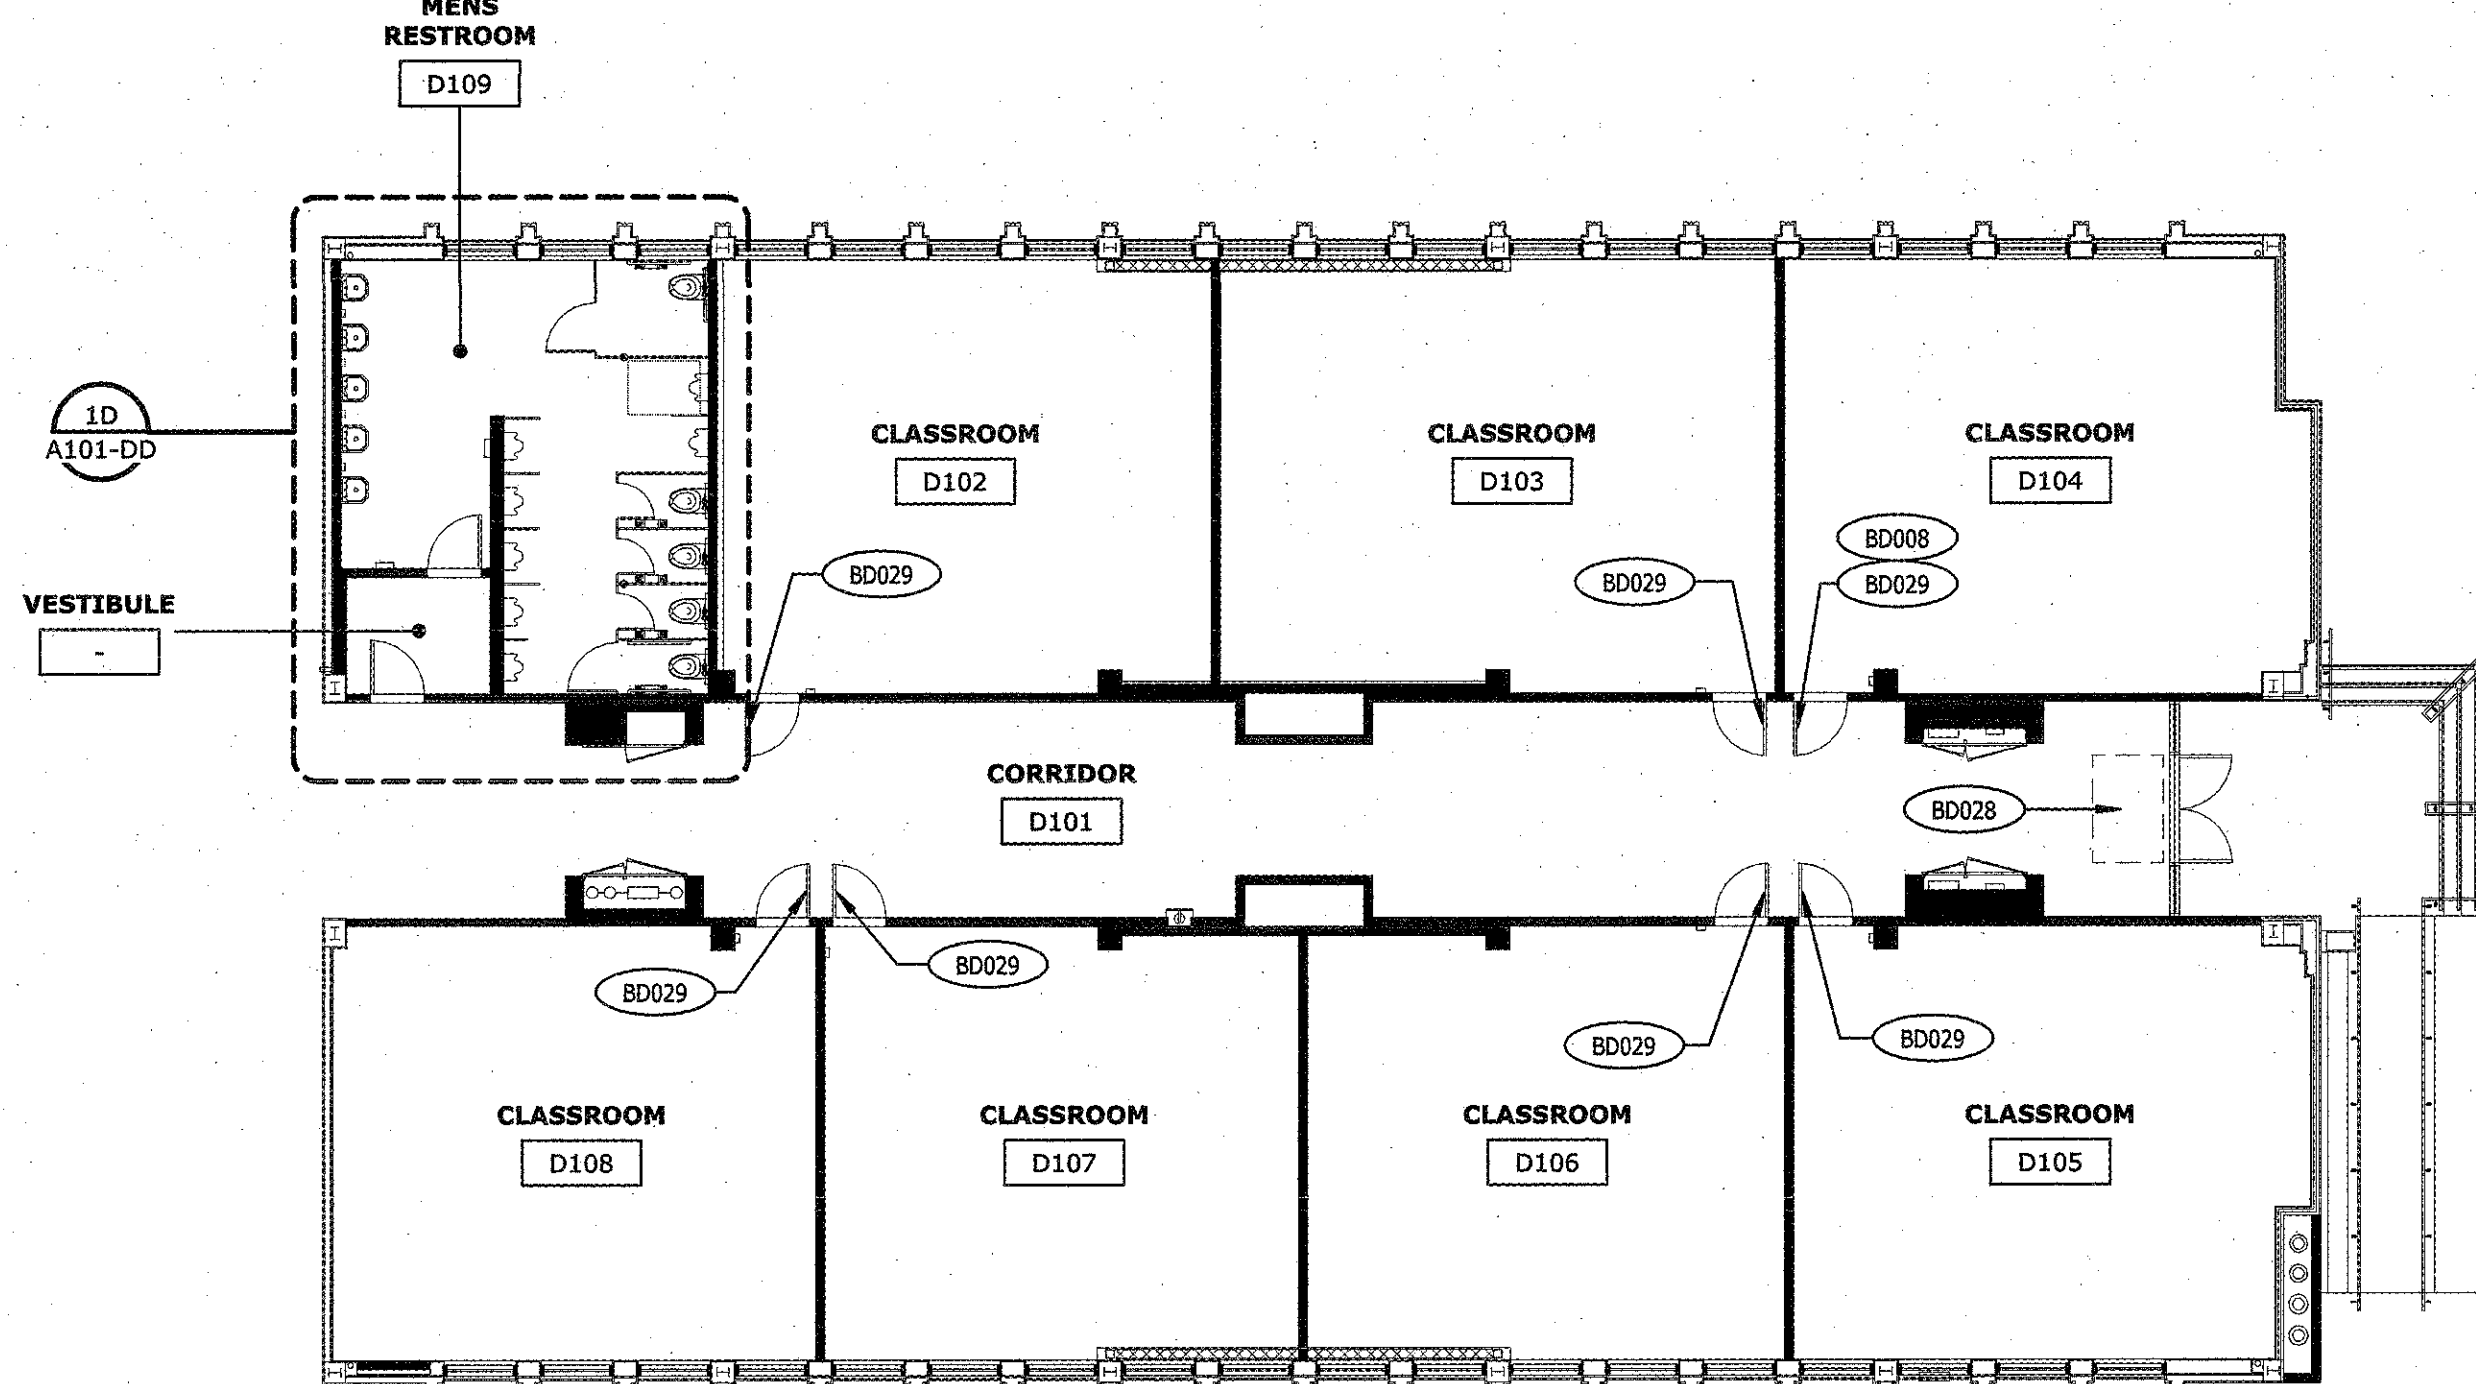 MENS
RESTROOM
D109
1D
A101-DD
VESTIBULE
-
CLASSROOM
D102
CLASSROOM
D103
CLASSROOM
D104
BD029
BD029
BD008
BD029
CORRIDOR
D101
BD028
BD029
BD029
BD029
BD029
CLASSROOM
D108
CLASSROOM
D107
CLASSROOM
D106
CLASSROOM
D105